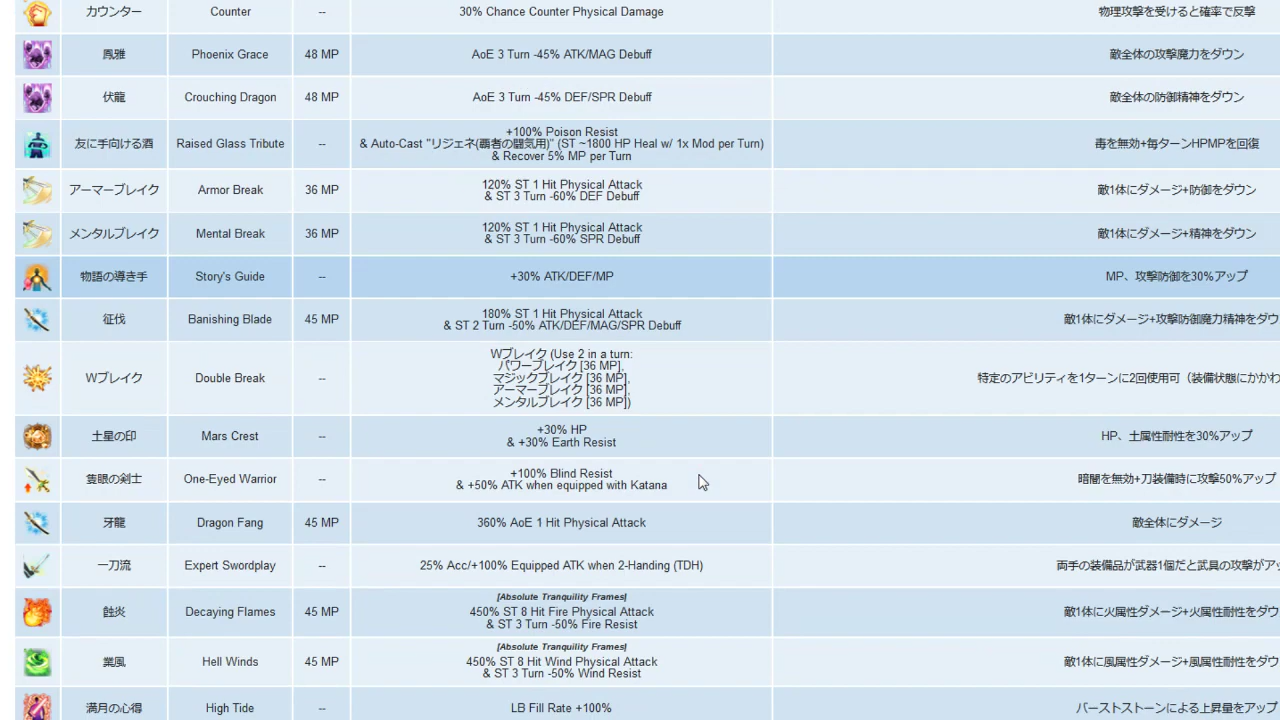 カウンター Counter -- 30% Chance Counter Physical Damage 物理攻撃を受けると確率で反撃
鳳雅 Phoenix Grace 48 MP AoE 3 Turn -45% ATK/MAG Debuff 敵全体の攻撃魔力をダウン
伏龍 Crouching Dragon 48 MP AoE 3 Turn -45% DEF/SPR Debuff 敵全体の防御精神をダウン
友に手向ける酒 Raised Glass Tribute -- +100% Poison Resist
& Auto-Cast "リジェネ(覇者の闘気用)" (ST ~1800 HP Heal w/ 1x Mod per Turn)
& Recover 5% MP per Turn 毒を無効+毎ターンHPMPを回復
アーマーブレイク Armor Break 36 MP 120% ST 1 Hit Physical Attack
& ST 3 Turn -60% DEF Debuff 敵1体にダメージ+防御をダウン
メンタルブレイク Mental Break 36 MP 120% ST 1 Hit Physical Attack
& ST 3 Turn -60% SPR Debuff 敵1体にダメージ+精神をダウン
物語の導き手 Story's Guide -- +30% ATK/DEF/MP MP、攻撃防御を30%アップ
征伐 Banishing Blade 45 MP 180% ST 1 Hit Physical Attack
& ST 2 Turn -50% ATK/DEF/MAG/SPR Debuff 敵1体にダメージ+攻撃防御魔力精神をダウ
Wブレイク Double Break -- Wブレイク (Use 2 in a turn:
パワーブレイク [36 MP],
マジックブレイク [36 MP],
アーマーブレイク [36 MP],
メンタルブレイク [36 MP]) 特定のアビリティを1ターンに2回使用可（装備状態にかかわ
土星の印 Mars Crest -- +30% HP
& +30% Earth Resist HP、土属性耐性を30%アップ
隻眼の剣士 One-Eyed Warrior -- +100% Blind Resist
& +50% ATK when equipped with Katana 暗闇を無効+刀装備時に攻撃50%アップ
牙龍 Dragon Fang 45 MP 360% AoE 1 Hit Physical Attack 敵全体にダメージ
一刀流 Expert Swordplay -- 25% Acc/+100% Equipped ATK when 2-Handing (TDH) 両手の装備品が武器1個だと武具の攻撃がアッ
蝕炎 Decaying Flames 45 MP [Absolute Tranquility Frames]
450% ST 8 Hit Fire Physical Attack
& ST 3 Turn -50% Fire Resist 敵1体に火属性ダメージ+火属性耐性をダウ
業風 Hell Winds 45 MP [Absolute Tranquility Frames]
450% ST 8 Hit Wind Physical Attack
& ST 3 Turn -50% Wind Resist 敵1体に風属性ダメージ+風属性耐性をダウ
満月の心得 High Tide -- LB Fill Rate +100% バーストストーンによる上昇量をアップ